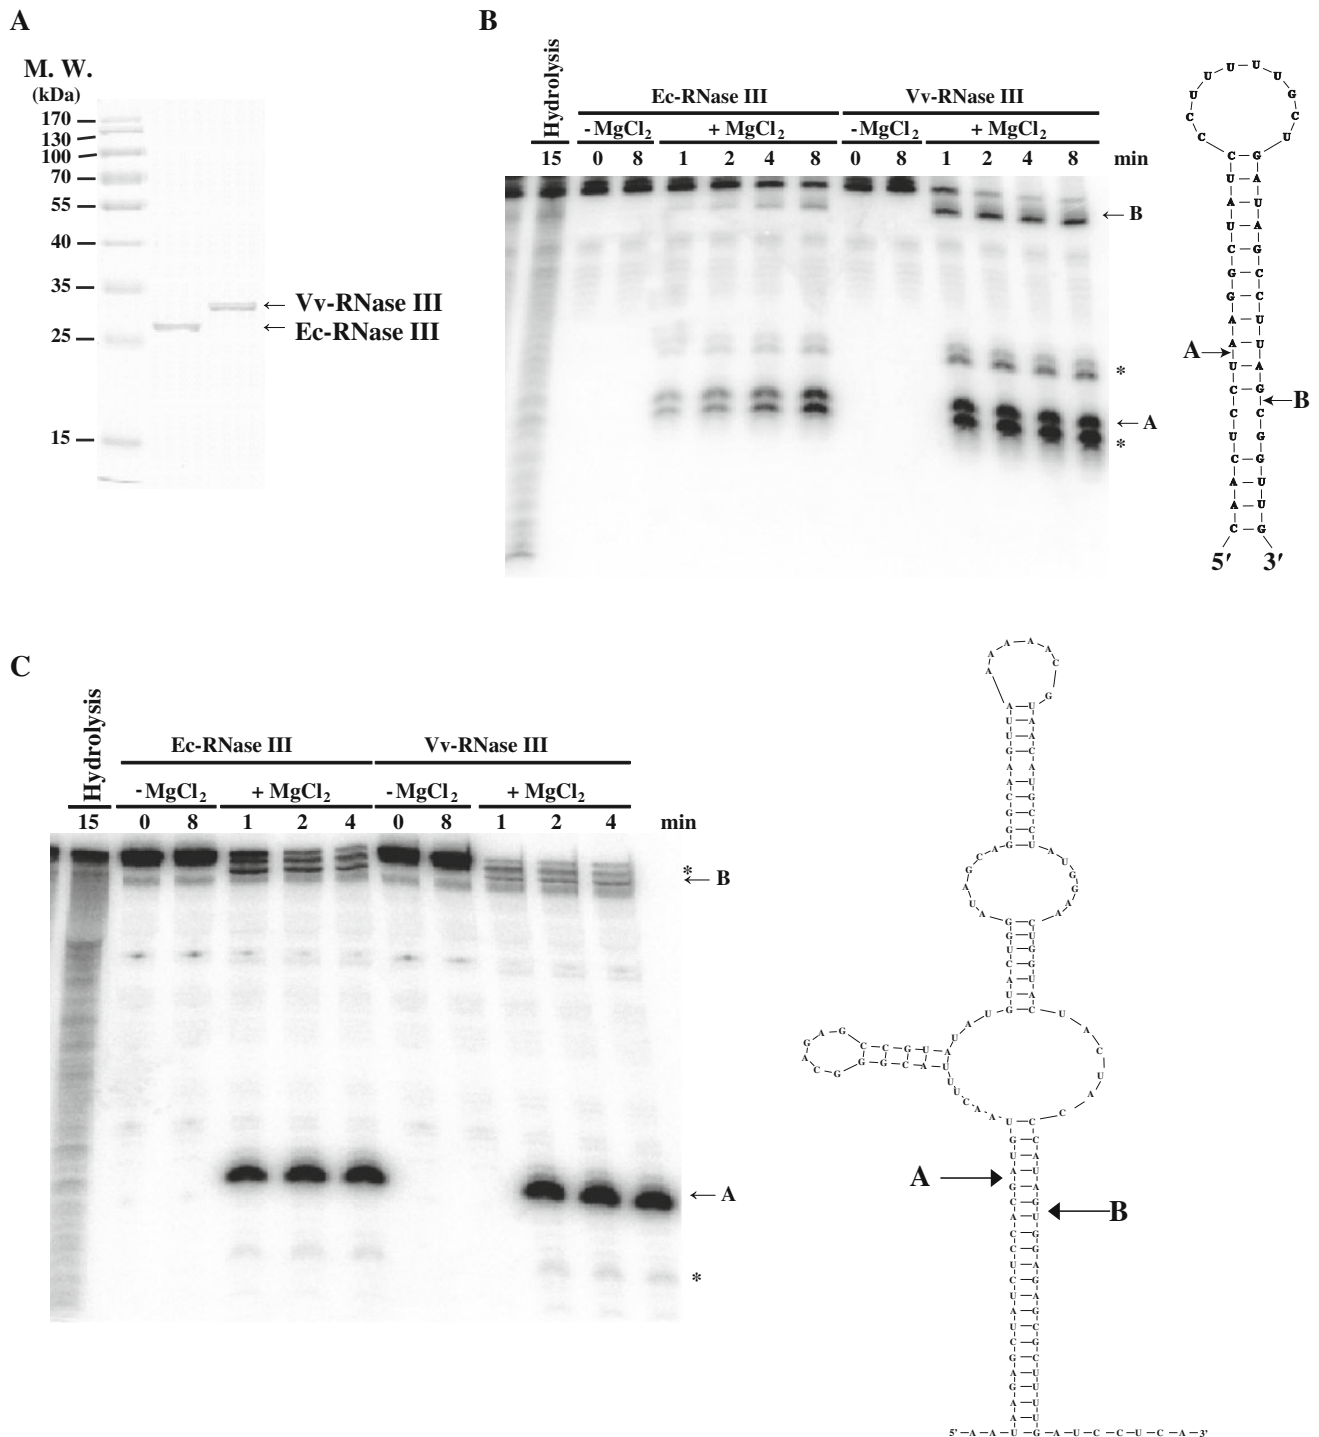 A
M. W.
(kDa)
170
130
100
70
55
40
35
25
15
← Vv-RNase III
← Ec-RNase III
B
Hydrolysis
Ec-RNase III
Vv-RNase III
- MgCl2
+ MgCl2
- MgCl2
+ MgCl2
15 0 8 1 2 4 8 0 8 1 2 4 8 min
← B
*
← A
*
A
B
5′ 3′
C
Hydrolysis
Ec-RNase III
Vv-RNase III
- MgCl2
+ MgCl2
- MgCl2
+ MgCl2
15 0 8 1 2 4 0 8 1 2 4 min
*
← B
← A
*
A
B
5′-A-A-U-G-A-U-C-C-U-C-A-3′